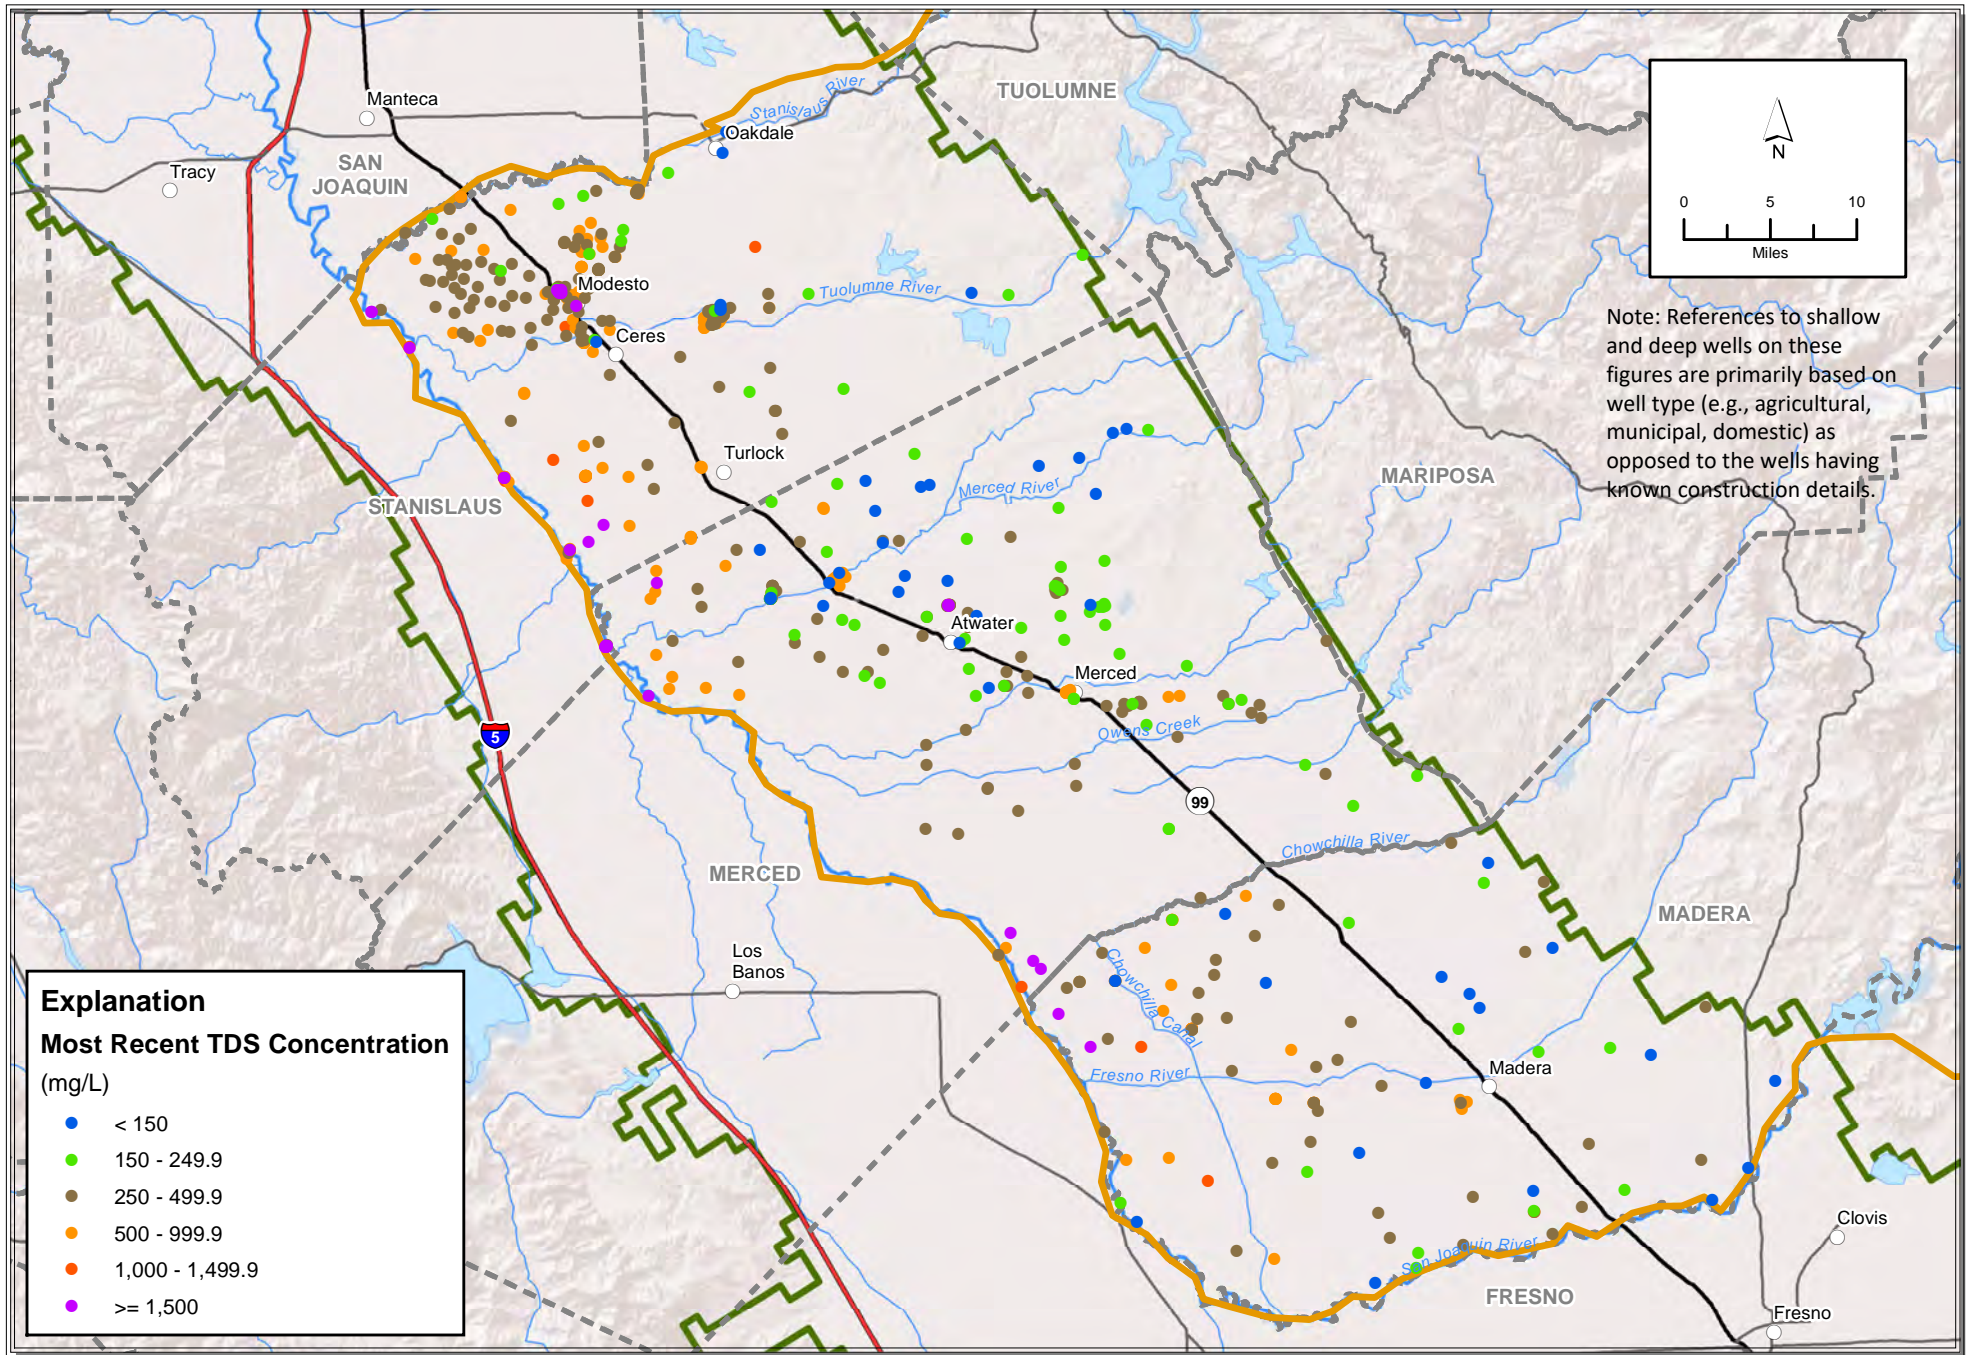 Manteca
Tracy
SAN
JOAQUIN
Oakdale
Stanislaus River
TUOLUMNE
N
0 5 10
Miles
Note: References to shallow
and deep wells on these
figures are primarily based on
well type (e.g., agricultural,
municipal, domestic) as
opposed to the wells having
known construction details.
Modesto
Tuolumne River
Ceres
Turlock
STANISLAUS
Merced River
MARIPOSA
Atwater
Merced
Owens Creek
5
99
Chowchilla River
MERCED
MADERA
Los
Banos
Chowchilla Canal
Fresno River
Madera
San Joaquin River
Clovis
FRESNO
Fresno
Explanation
Most Recent TDS Concentration
(mg/L)
< 150
150 - 249.9
250 - 499.9
500 - 999.9
1,000 - 1,499.9
>= 1,500